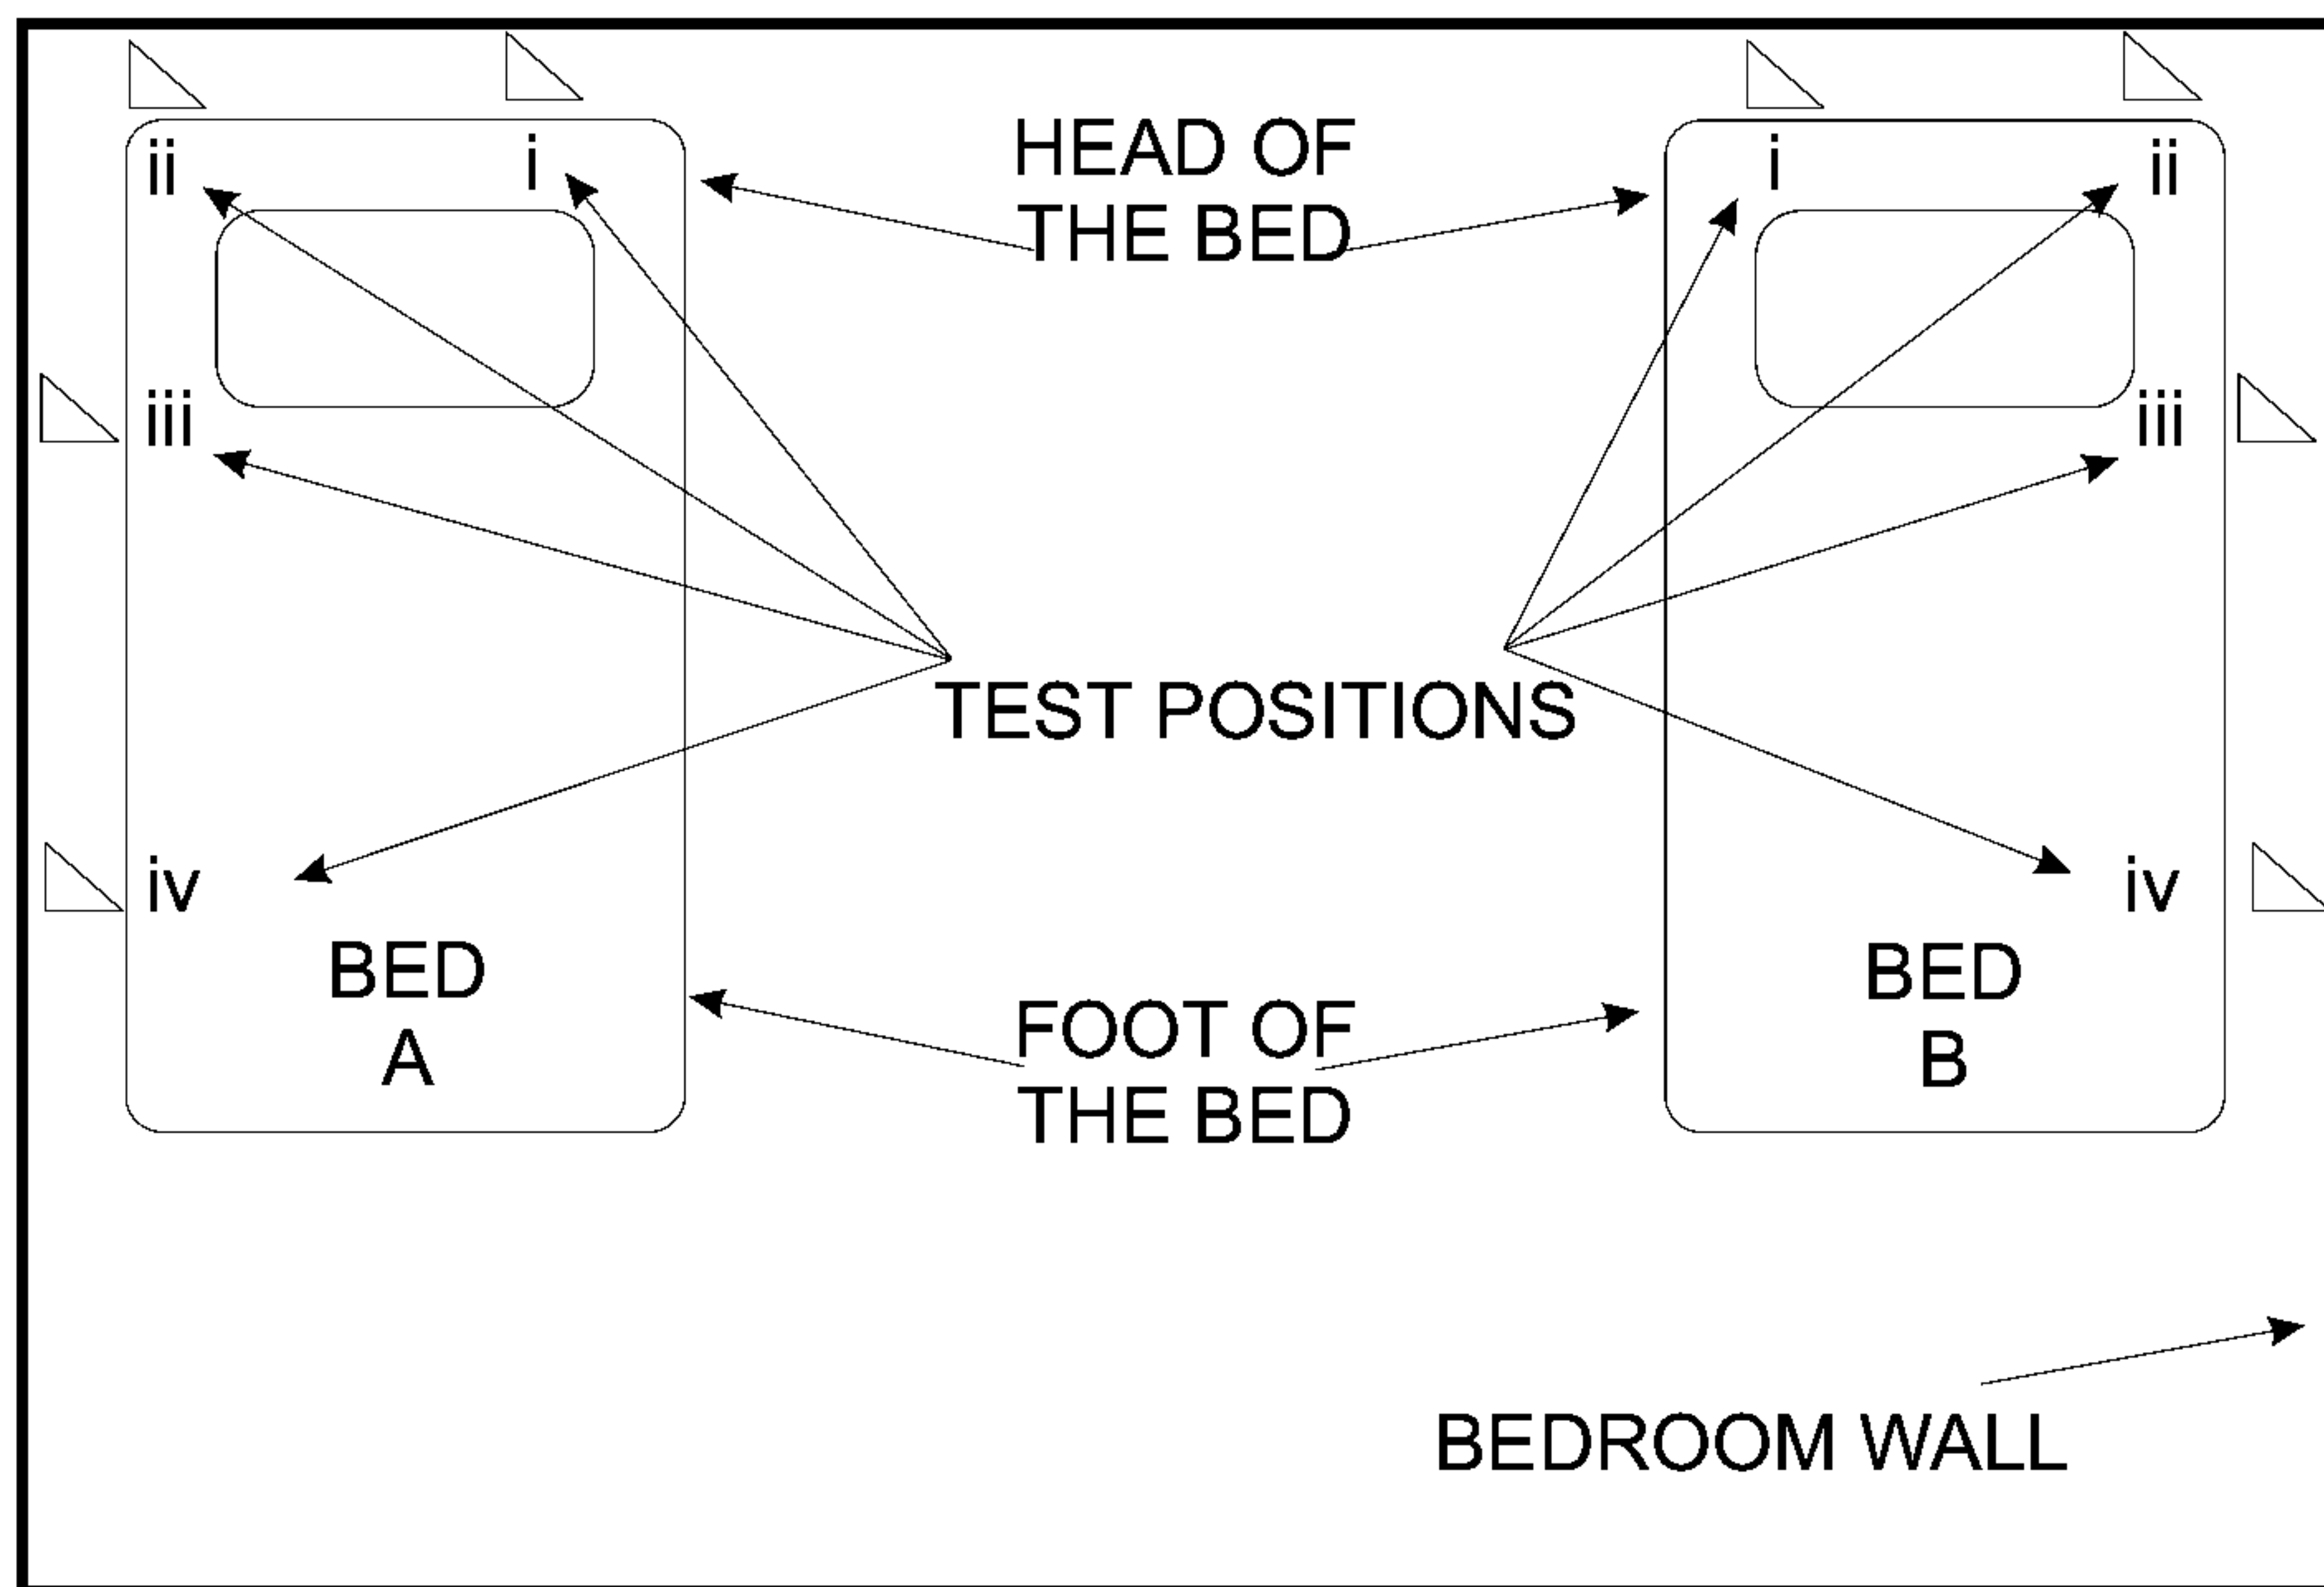 ii
i
HEAD OF
THE BED
i
ii
iii
iii
TEST POSITIONS
iv
iv
BED
A
FOOT OF
THE BED
BED
B
BEDROOM WALL